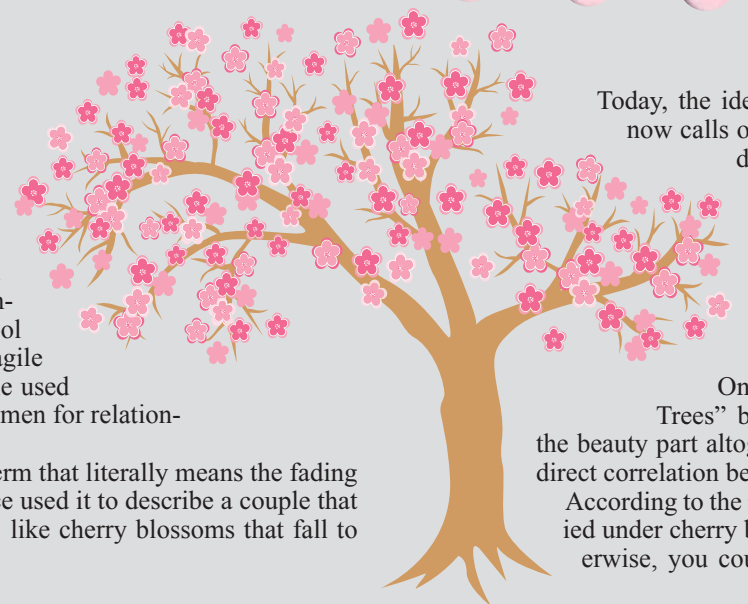 ol
agile
e used
men for relation-
erm that literally means the fading
e used it to describe a couple that
like cherry blossoms that fall to
Today, the ide
now calls o
d
On
Trees” b
the beauty part altog
direct correlation be
According to the
ied under cherry b
erwise, you cou